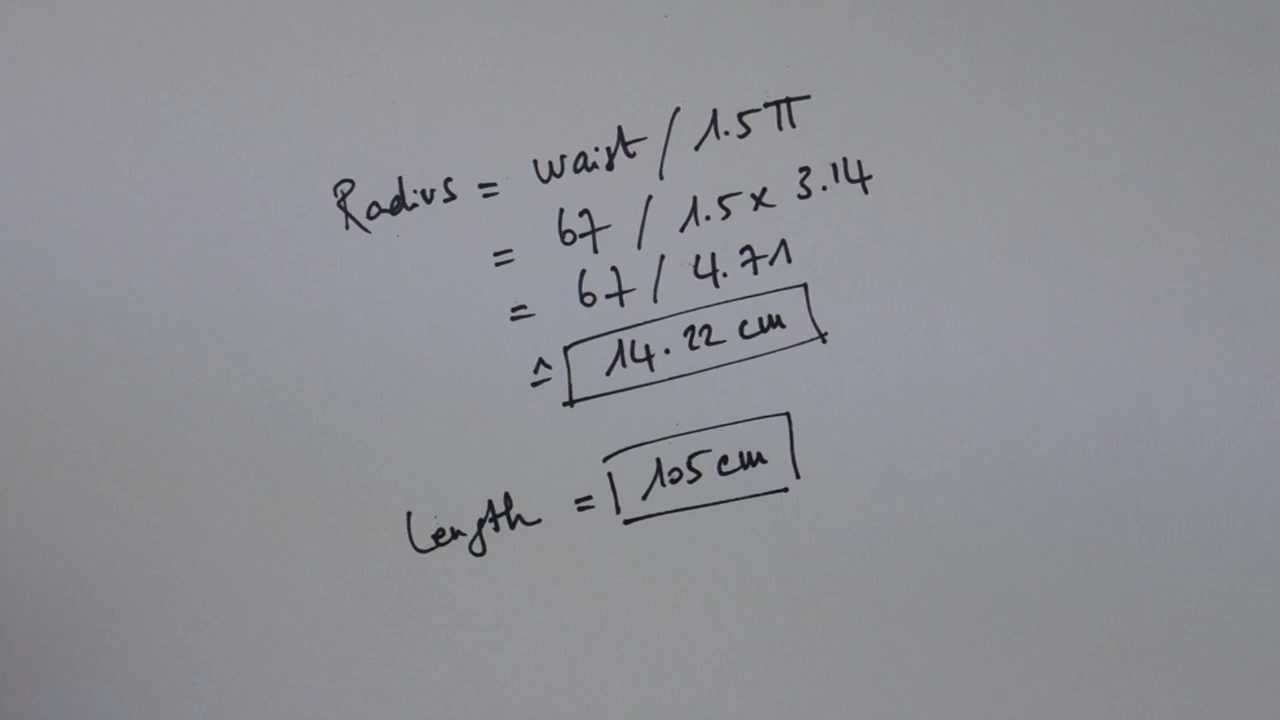 Radius = waist / 1.5π
= 67 / 1.5 x 3.14
= 67 / 4.71
≙ 14.22 cm
Length = 105 cm